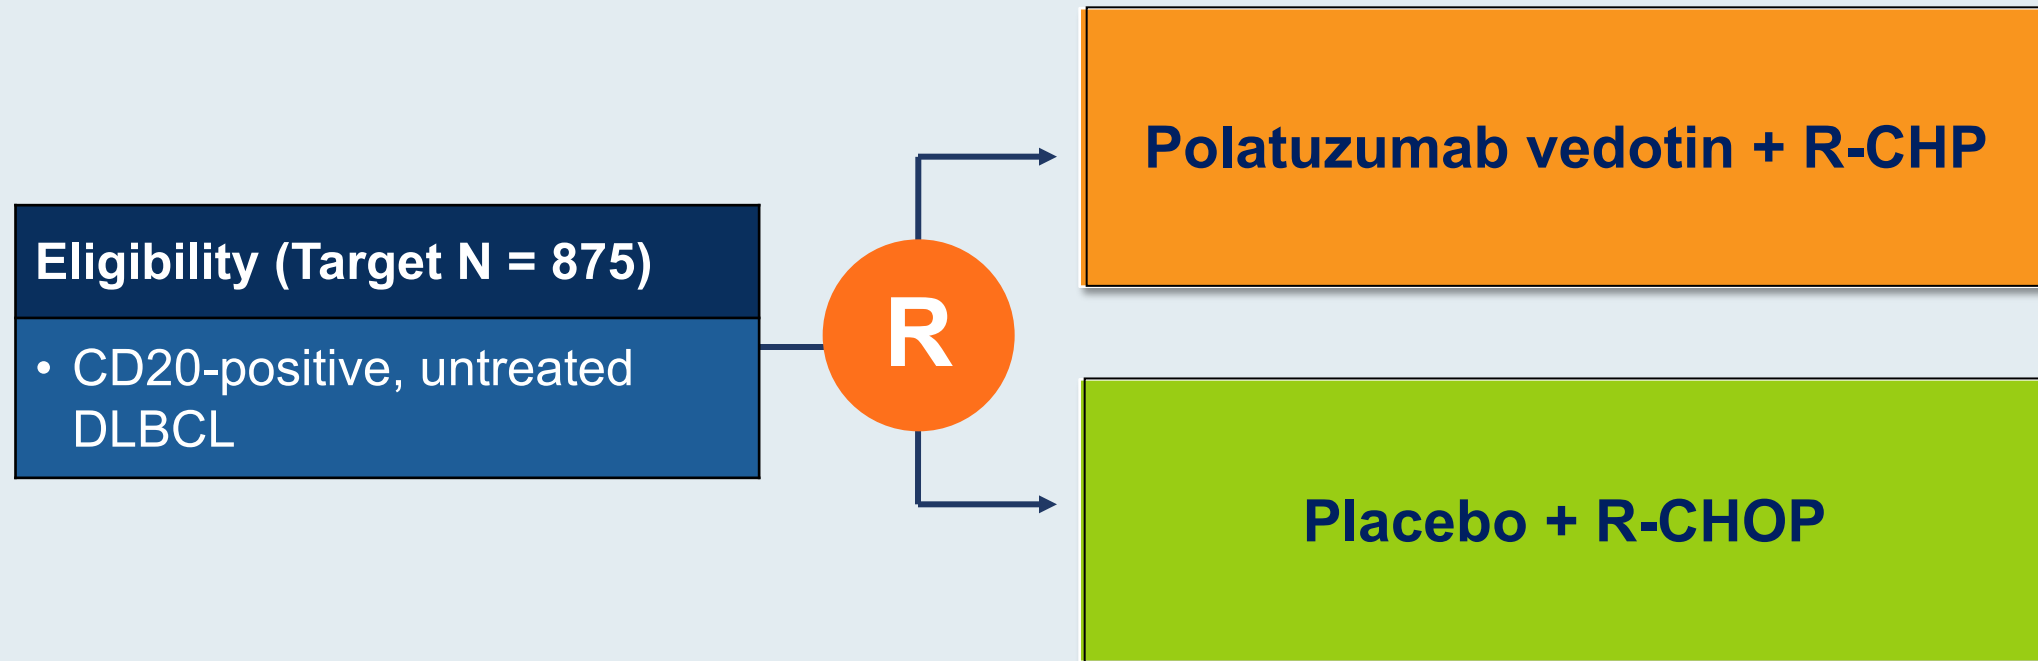 Eligibility (Target N = 875)
• CD20-positive, untreated
DLBCL
R
Polatuzumab vedotin + R-CHP
Placebo + R-CHOP